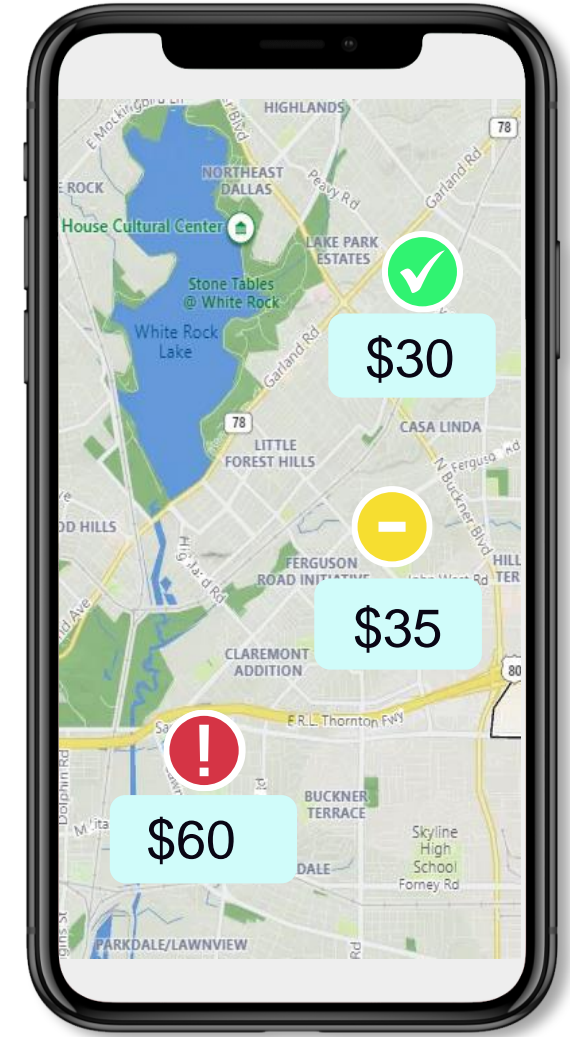 HIGHLANDS
E Mockingbird Ln
78
Garland Rd
NORTHEAST
DALLAS
Peavy Rd
E ROCK
House Cultural Center
LAKE PARK
ESTATES
Stone Tables
@ White Rock
White Rock
Lake
$30
Garland Rd
78
CASA LINDA
LITTLE
FOREST HILLS
N Buckner Blvd
OD HILLS
FERGUSON
ROAD INITIATIVE
HILL
TER
$35
80
CLAREMONT
ADDITION
E.R.L. Thornton Fwy
!
Dolphin Rd
BUCKNER
TERRACE
$60
Skyline
High
School
DALE
Forney Rd
PARKDALE/LAWNVIEW
Rd